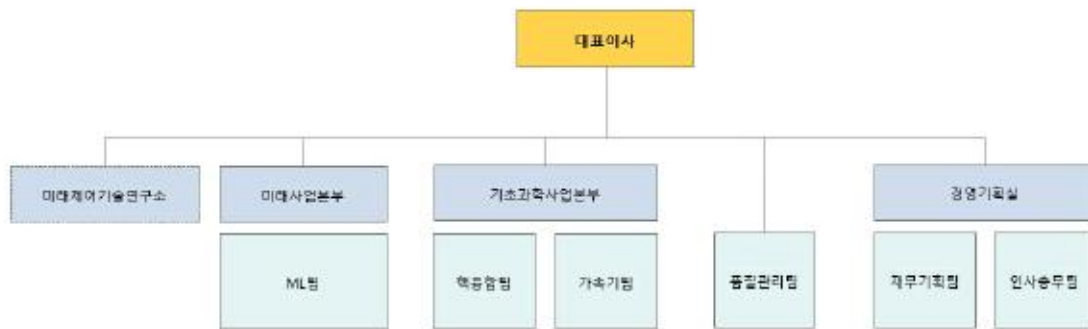 대표이사
미래제어기술연구소
미래사업본부
기초과학사업본부
경영기획실
ML팀
핵융합팀
가속기팀
품질관리팀
재무기획팀
인사총무팀